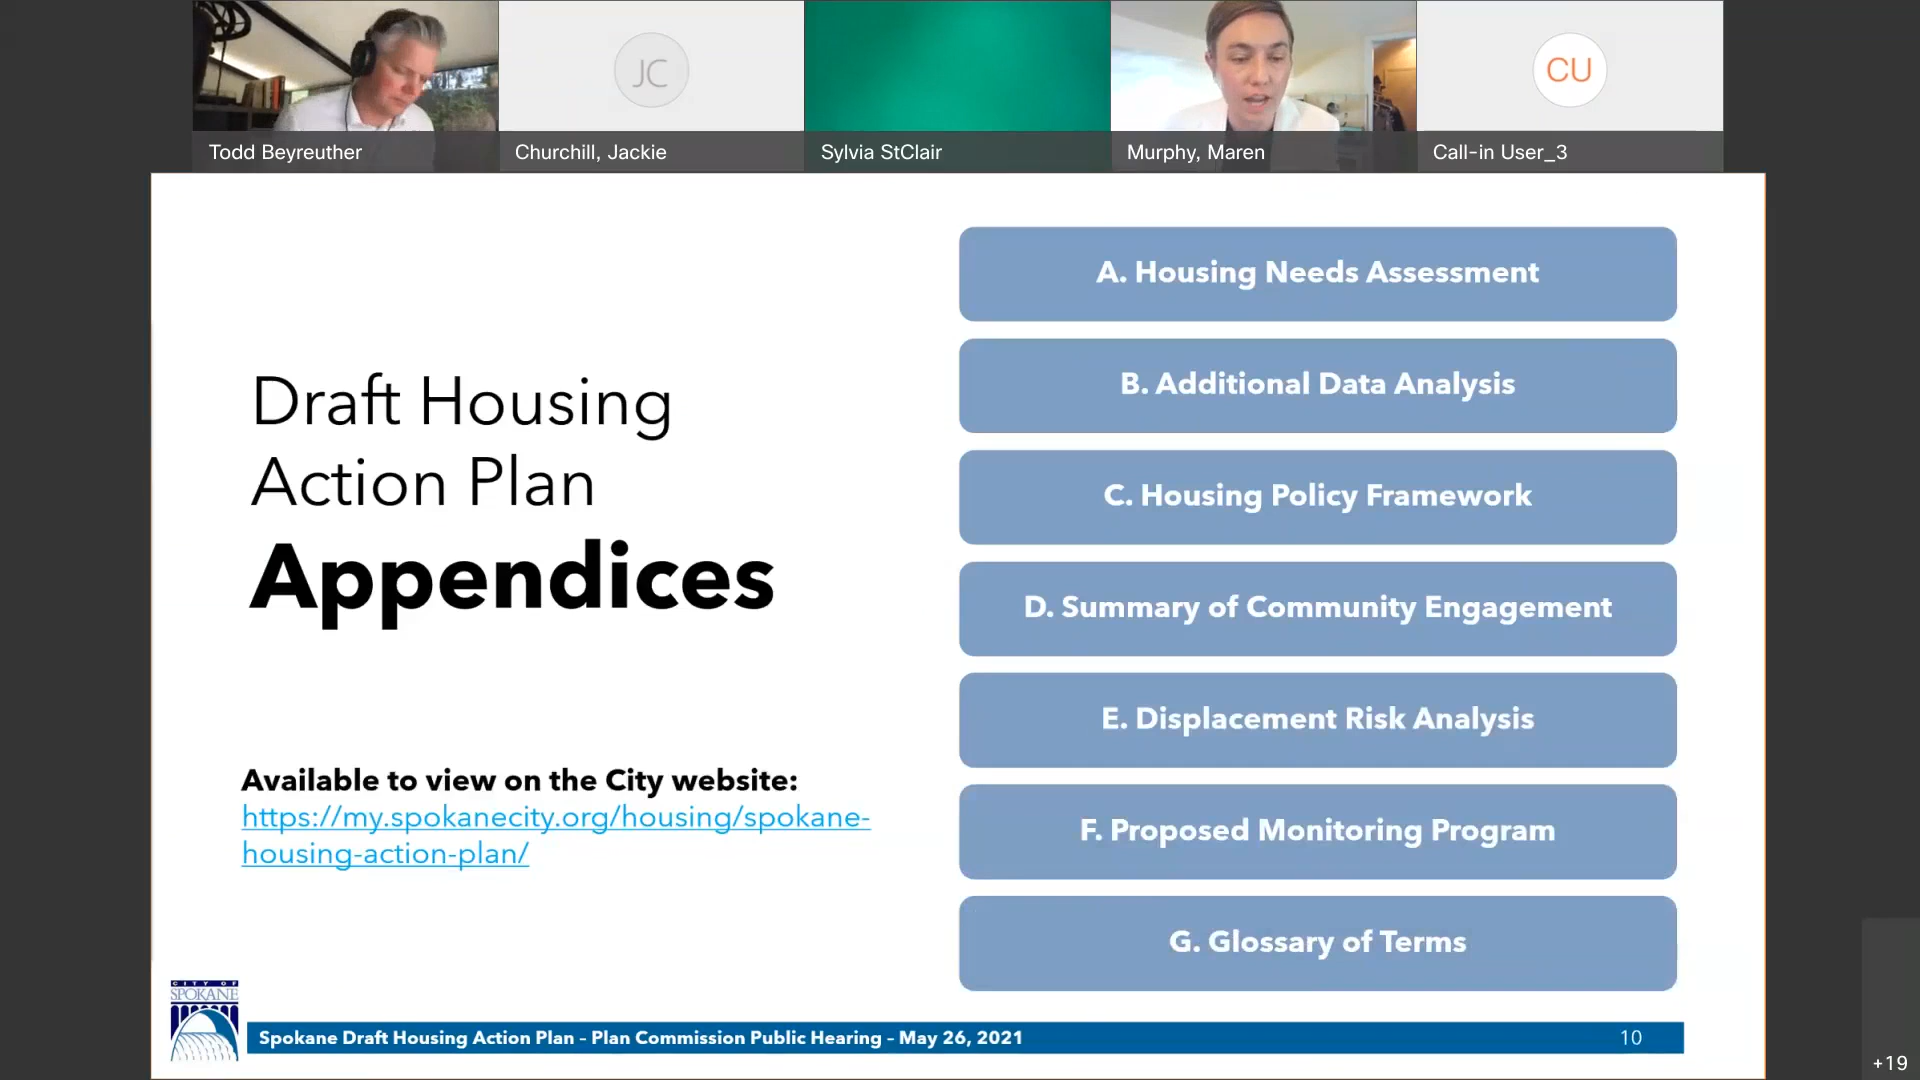 Todd Beyreuther
JC
Churchill, Jackie
Sylvia StClair
Murphy, Maren
CU
Call-in User_3
Draft Housing
Action Plan
Appendices
Available to view on the City website:
https://my.spokanecity.org/housing/spokane-
housing-action-plan/
A. Housing Needs Assessment
B. Additional Data Analysis
C. Housing Policy Framework
D. Summary of Community Engagement
E. Displacement Risk Analysis
F. Proposed Monitoring Program
G. Glossary of Terms
CITY OF
SPOKANE
Spokane Draft Housing Action Plan – Plan Commission Public Hearing – May 26, 2021
10
+19